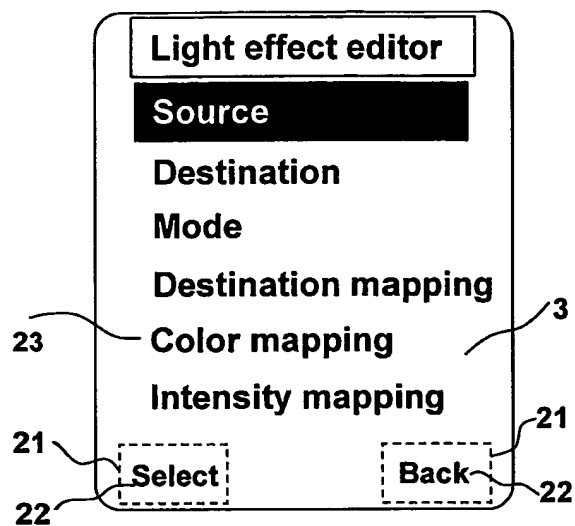 Light effect editor
Source
Destination
Mode
Destination mapping
3
23
Color mapping
Intensity mapping
21
21
Select
Back
22
22